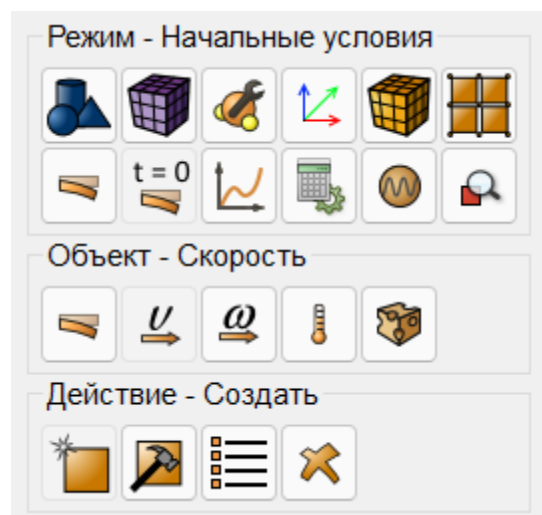 Режим - Начальные условия
t = 0
Объект - Скорость
υ ω
Действие - Создать